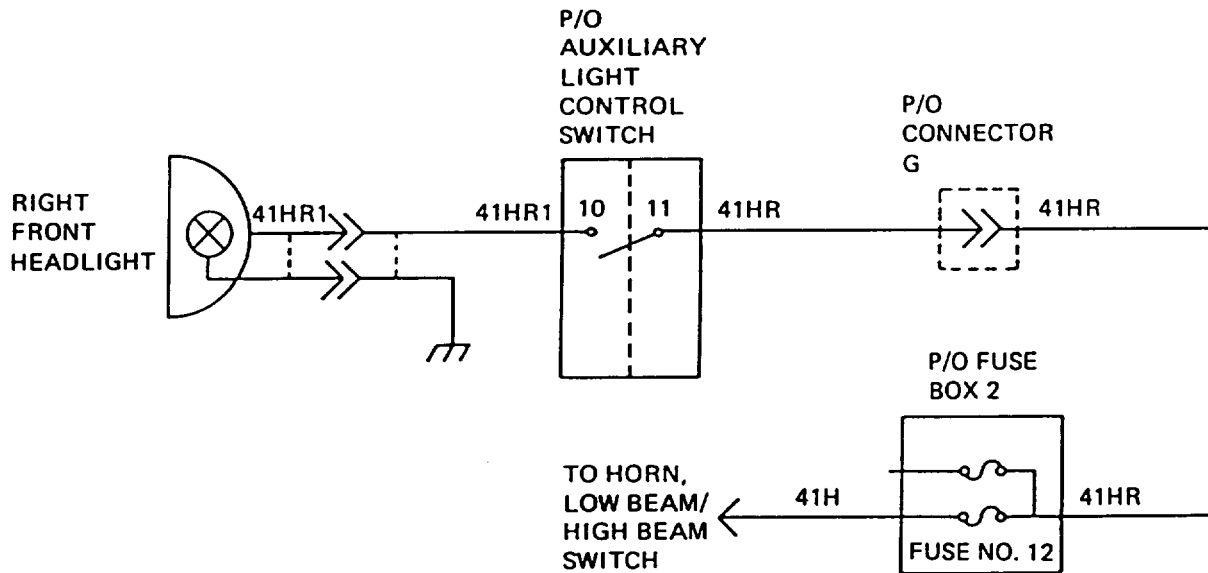 P/O
AUXILIARY
LIGHT
CONTROL
SWITCH
P/O
CONNECTOR
G
RIGHT
FRONT
HEADLIGHT
41HR1
41HR1
10
11
41HR
41HR
P/O FUSE
BOX 2
TO HORN,
LOW BEAM/
HIGH BEAM
SWITCH
41H
41HR
FUSE NO. 12